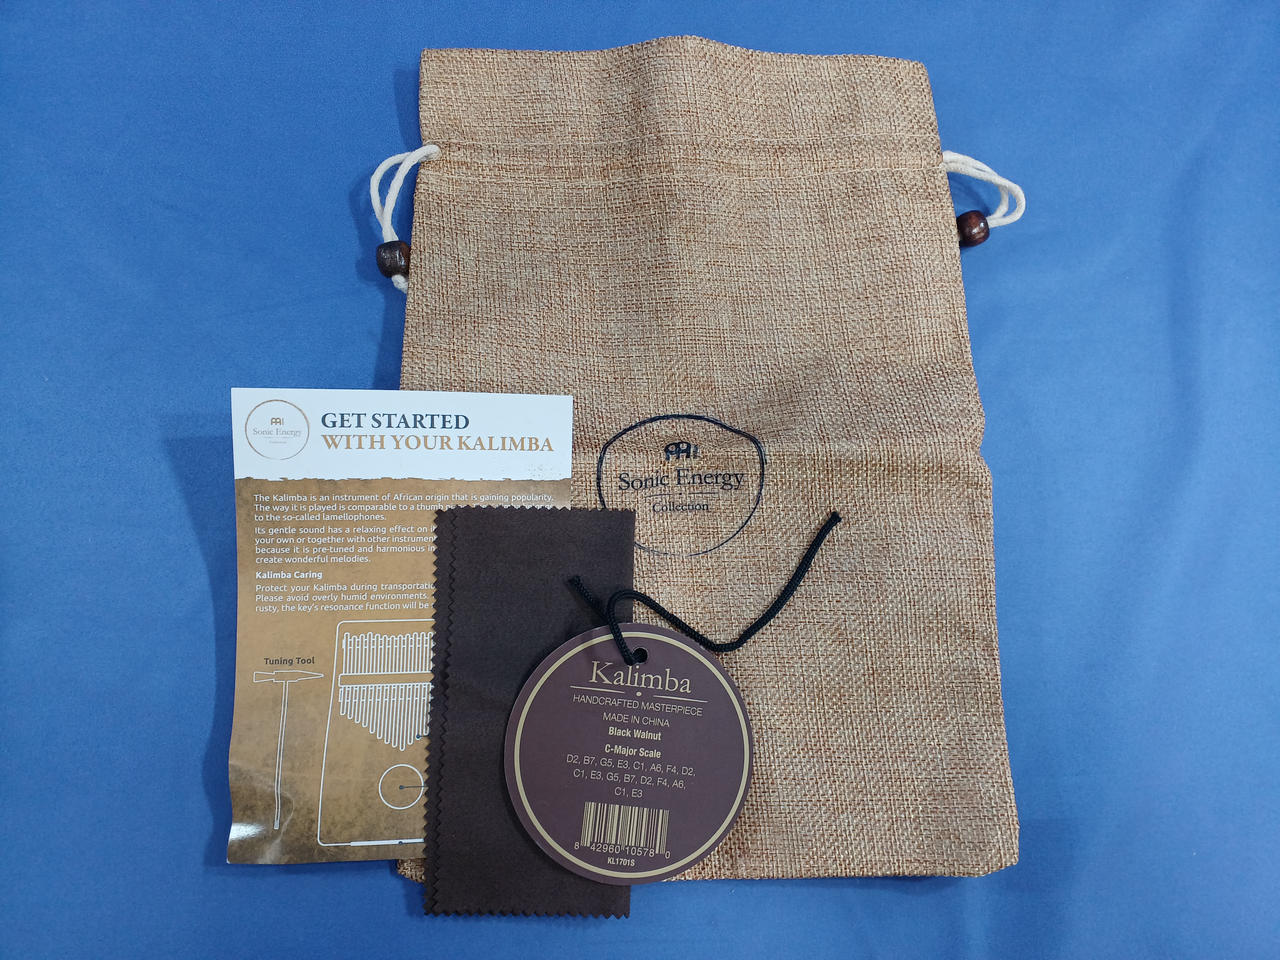 Sonic Energy
Collection
GET STARTED
WITH YOUR KALIMBA
The Kalimba is an instrument of African origin that is gaining popularity.
The way it is played is comparable to a thumb
to the so-called lamellophones.
Its gentle sound has a relaxing effect on
your own or together with other
because it is pre-tuned and harmonious
create wonderful melodies.
Kalimba Caring
Protect your Kalimba during
Please avoid overly humid environments.
rusty, the key's resonance function will be
Tuning Tool
MEINL
Sonic Energy
Collection
Kalimba
HANDCRAFTED MASTERPIECE
MADE IN CHINA
Black Walnut
C-Major Scale
D2, B7, G5, E3, C1, A6, F4, D2,
C1, E3, G5, B7, D2, F4, A6,
C1, E3
8 42960 10578 0
KL1701S